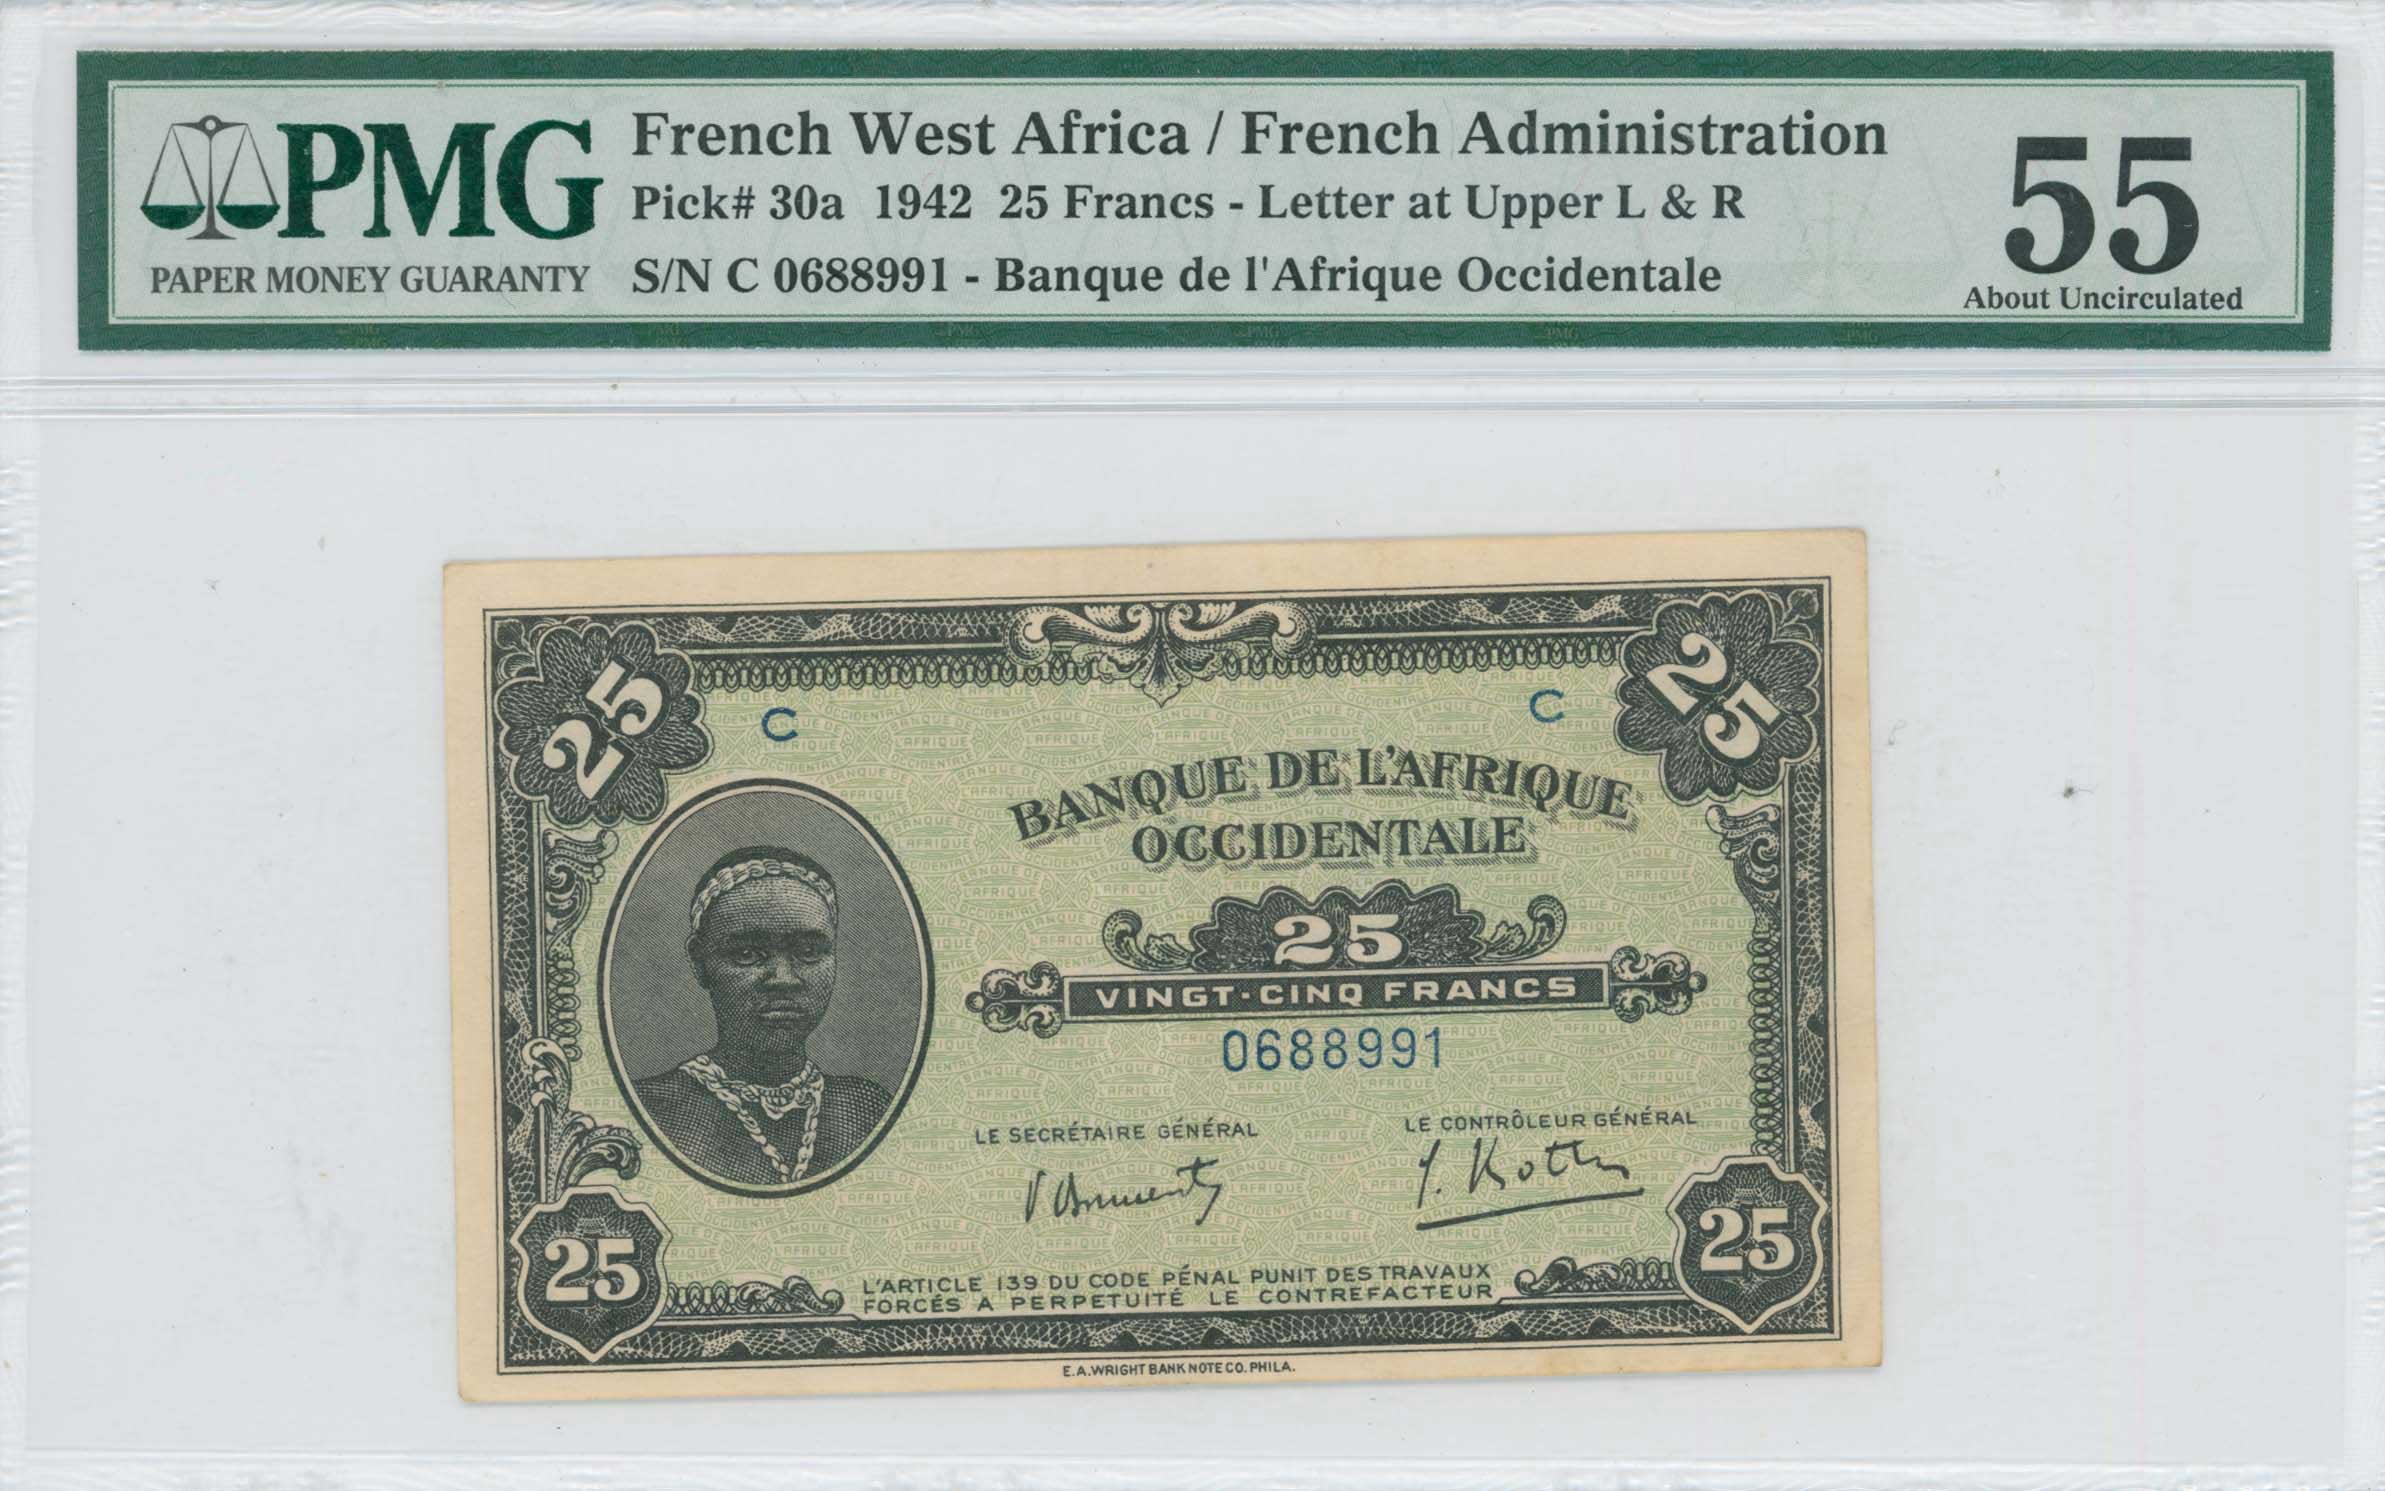 PMG
PAPER MONEY GUARANTY
French West Africa / French Administration
Pick# 30a 1942 25 Francs - Letter at Upper L & R
S/N C 0688991 - Banque de l'Afrique Occidentale
55
About Uncirculated
25
25
C
C
BANQUE DE L'AFRIQUE
OCCIDENTALE
25
VINGT-CINQ FRANCS
0688991
LE SECRÉTAIRE GÉNÉRAL
LE CONTRÔLEUR GÉNÉRAL
25
25
L'ARTICLE 139 DU CODE PÉNAL PUNIT DES TRAVAUX
FORCÉS A PERPETUITÉ LE CONTREFACTEUR
E.A.WRIGHT BANK NOTE CO. PHILA.